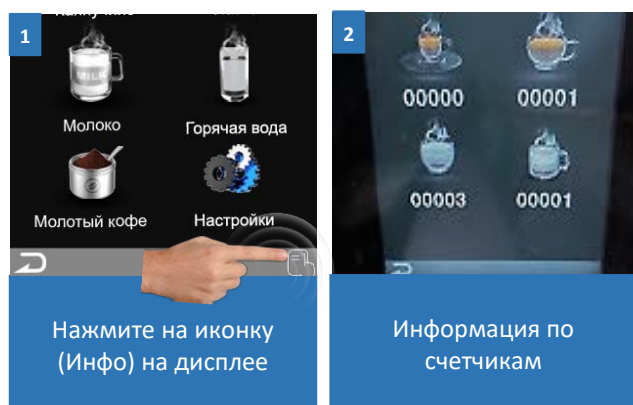 1
MILK
Молоко
Горячая вода
Молотый кофе
Настройки
Нажмите на иконку
(Инфо) на дисплее
2
00000 00001
00003 00001
Информация по
счетчикам